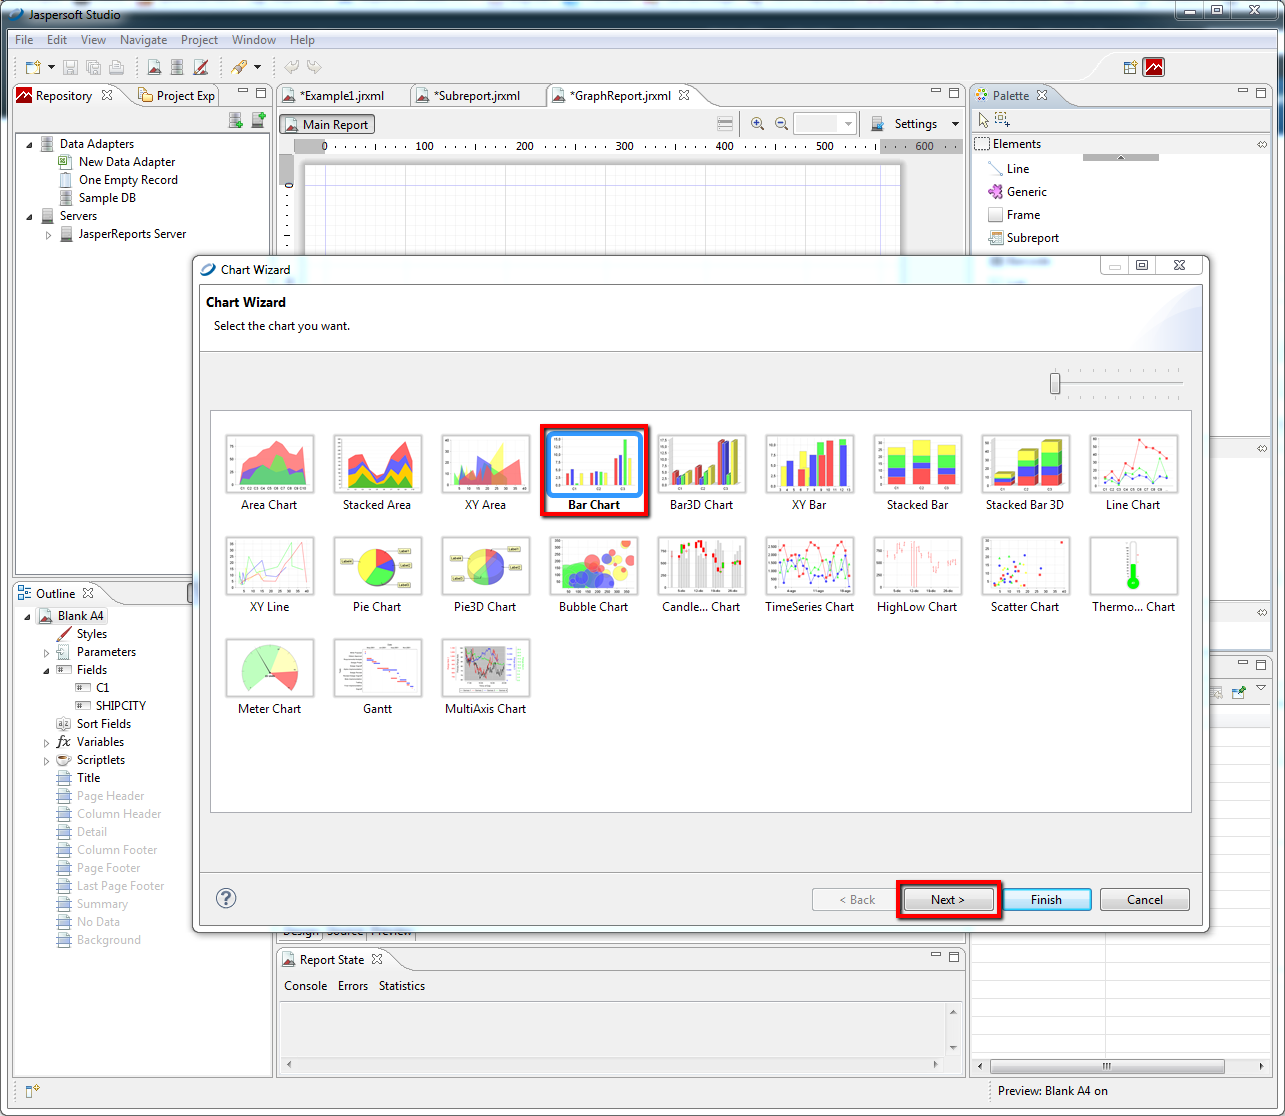 Jaspersoft Studio
File Edit View Navigate Project Window Help
Repository
Project Exp
*Example1.jrxml
*Subreport.jrxml
*GraphReport.jrxml
Palette
Main Report
Settings
0 100 200 300 400 500 600
Data Adapters
New Data Adapter
One Empty Record
Sample DB
Servers
JasperReports Server
Elements
Line
Generic
Frame
Subreport
Chart Wizard
Chart Wizard
Select the chart you want.
Area Chart
Stacked Area
XY Area
Bar Chart
Bar3D Chart
XY Bar
Stacked Bar
Stacked Bar 3D
Line Chart
XY Line
Pie Chart
Pie3D Chart
Bubble Chart
Candle... Chart
TimeSeries Chart
HighLow Chart
Scatter Chart
Thermo... Chart
Meter Chart
Gantt
MultiAxis Chart
< Back
Next >
Finish
Cancel
Outline
Blank A4
Styles
Parameters
Fields
C1
SHIPCITY
Sort Fields
Variables
Scriptlets
Title
Page Header
Column Header
Detail
Column Footer
Page Footer
Last Page Footer
Summary
No Data
Background
Design Source Preview
Report State
Console Errors Statistics
Preview: Blank A4 on